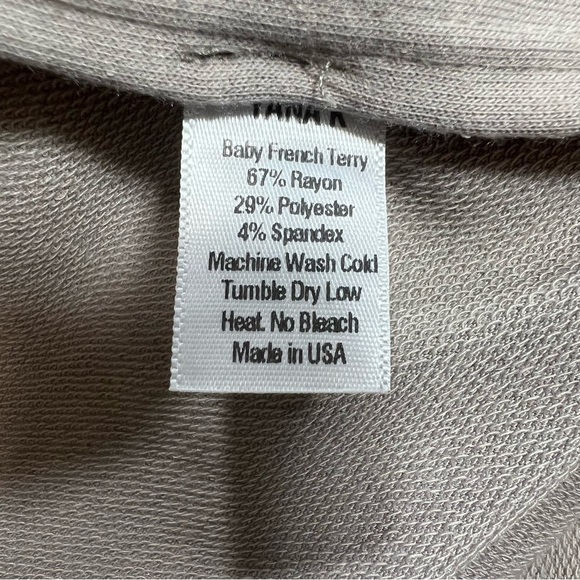 TANA K
Baby French Terry
67% Rayon
29% Polyester
4% Spandex
Machine Wash Cold
Tumble Dry Low
Heat. No Bleach
Made in USA